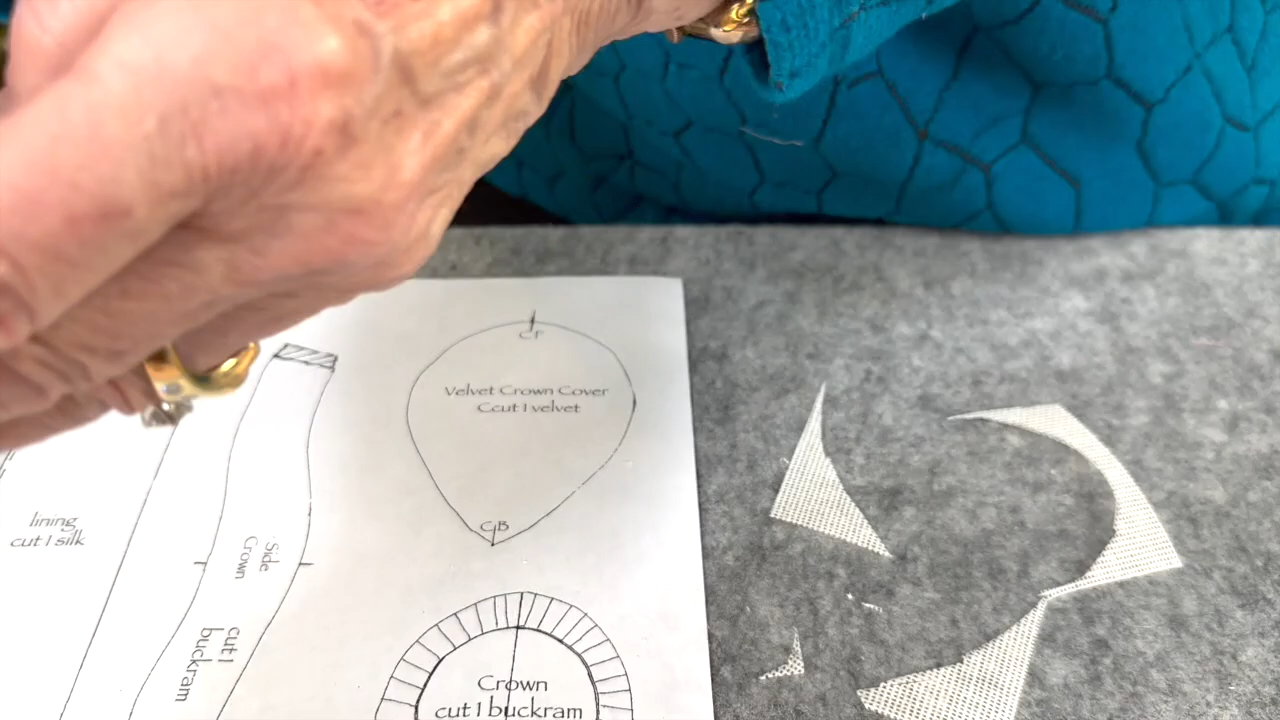 CF
Velvet Crown Cover
Ccut 1 velvet
CB
lining
cut 1 silk
Side
Crown
cut 1
buckram
Crown
cut 1 buckram